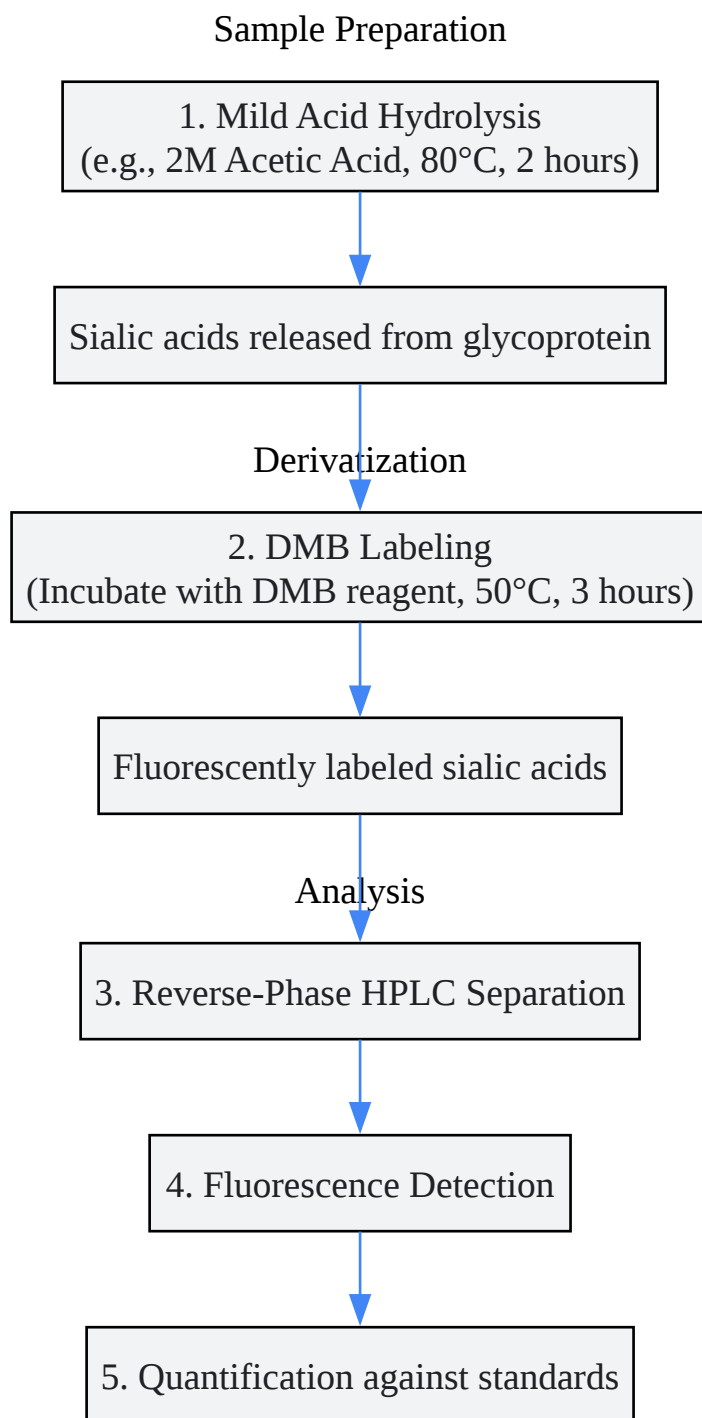 Sample Preparation
1. Mild Acid Hydrolysis
(e.g., 2M Acetic Acid, 80°C, 2 hours)
Sialic acids released from glycoprotein
Derivatization
2. DMB Labeling
(Incubate with DMB reagent, 50°C, 3 hours)
Fluorescently labeled sialic acids
Analysis
3. Reverse-Phase HPLC Separation
4. Fluorescence Detection
5. Quantification against standards